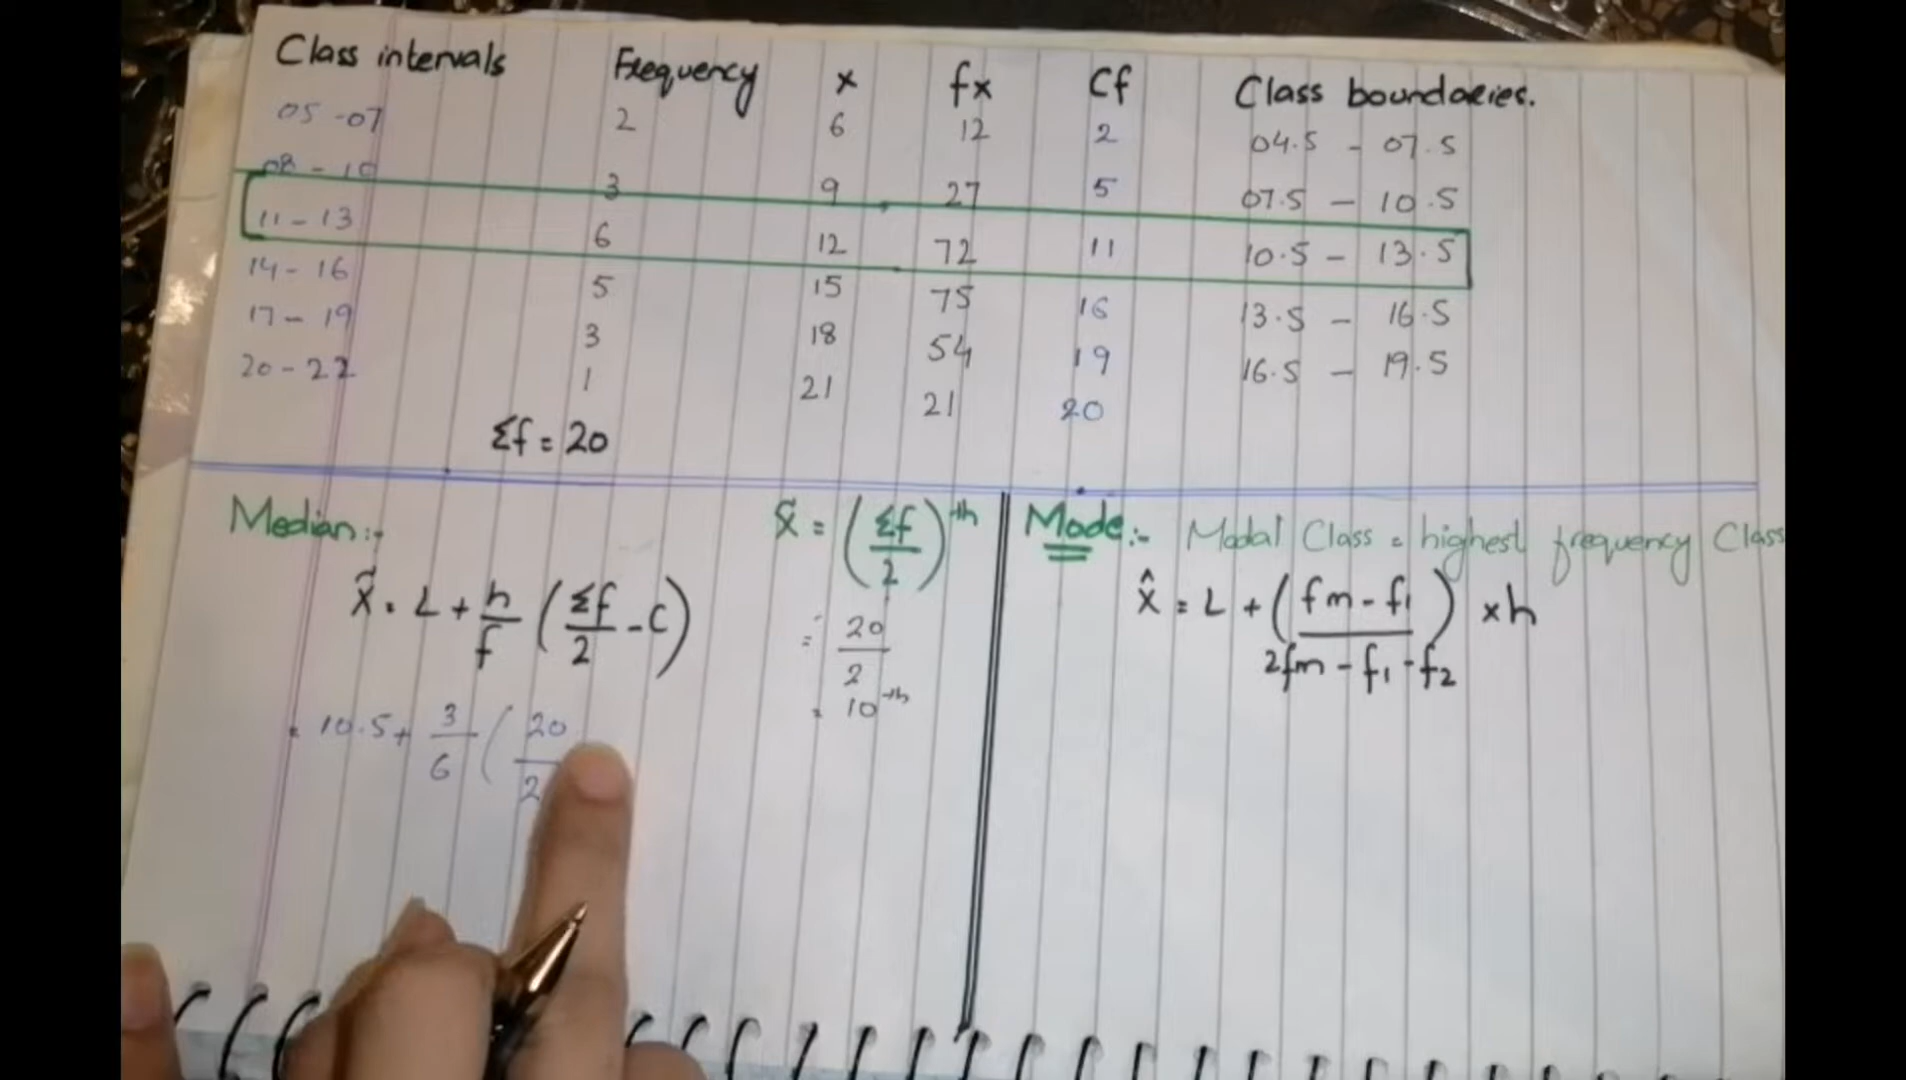 Class intervals Frequency x fx Cf Class boundaries.
05 - 07 2 6 12 2 04.5 - 07.5
08 - 10 3 9 27 5 07.5 - 10.5
11 - 13 6 12 72 11 10.5 - 13.5
14 - 16 5 15 75 16 13.5 - 16.5
17 - 19 3 18 54 19 16.5 - 19.5
20 - 22 1 21 21 20
Σf = 20
Median:-
x̃ = L + h/f (Σf/2 - C)
= 10.5 + 3/6 ( 20/2
x̃ = (Σf/2)th
= 20/2
= 10th
Mode:- Modal Class = highest frequency Class
x̂ = L + (fm - f1 / 2fm - f1 - f2) x h